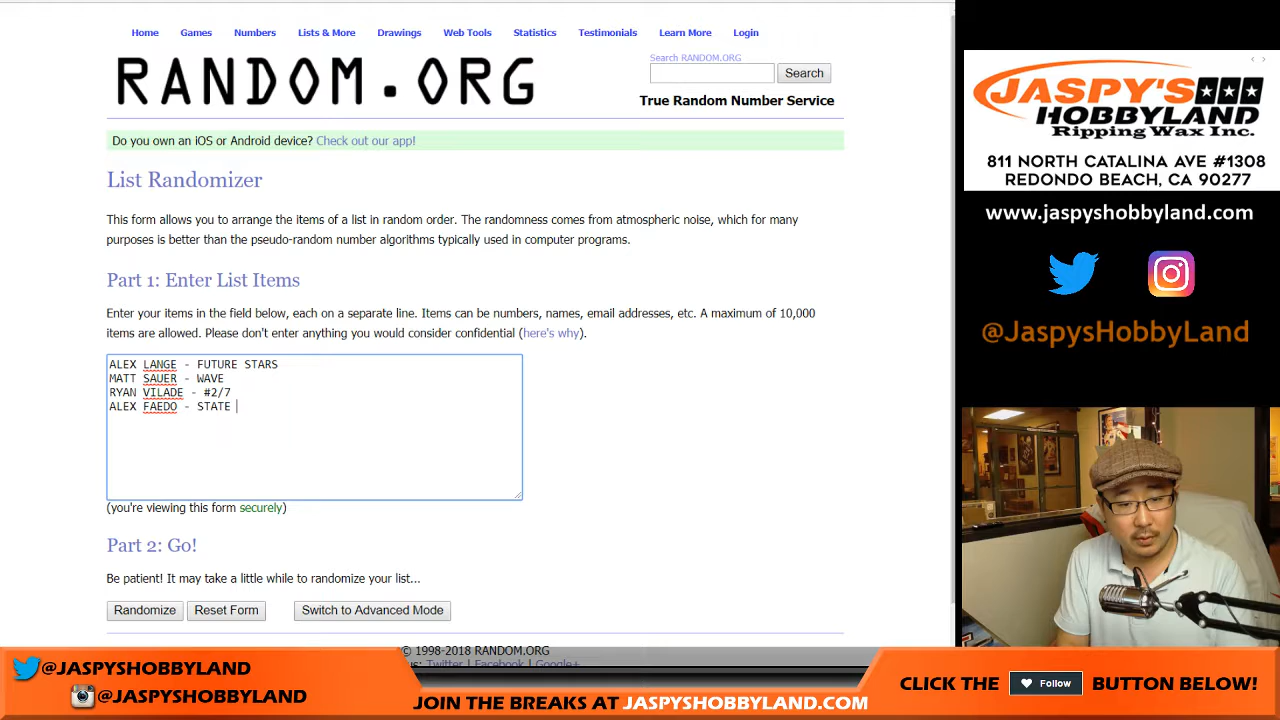 Home Games Numbers Lists & More Drawings Web Tools Statistics Testimonials Learn More Login
RANDOM.ORG
Search RANDOM.ORG
Search
True Random Number Service
Do you own an iOS or Android device? Check out our app!
List Randomizer
This form allows you to arrange the items of a list in random order. The randomness comes from atmospheric noise, which for many
purposes is better than the pseudo-random number algorithms typically used in computer programs.
Part 1: Enter List Items
Enter your items in the field below, each on a separate line. Items can be numbers, names, email addresses, etc. A maximum of 10,000
items are allowed. Please don't enter anything you would consider confidential (here's why).
ALEX LANGE - FUTURE STARS
MATT SAUER - WAVE
RYAN VILADE - #2/7
ALEX FAEDO - STATE
(you're viewing this form securely)
Part 2: Go!
Be patient! It may take a little while to randomize your list...
Randomize Reset Form Switch to Advanced Mode
© 1998-2018 RANDOM.ORG
us: Twitter | Facebook | Google+
JASPY'S
HOBBYLAND
Ripping Wax Inc.
811 NORTH CATALINA AVE #1308
REDONDO BEACH, CA 90277
www.jaspyshobbyland.com
@JaspysHobbyLand
@JASPYSHOBBYLAND
@JASPYSHOBBYLAND
JOIN THE BREAKS AT JASPYSHOBBYLAND.COM
CLICK THE Follow BUTTON BELOW!